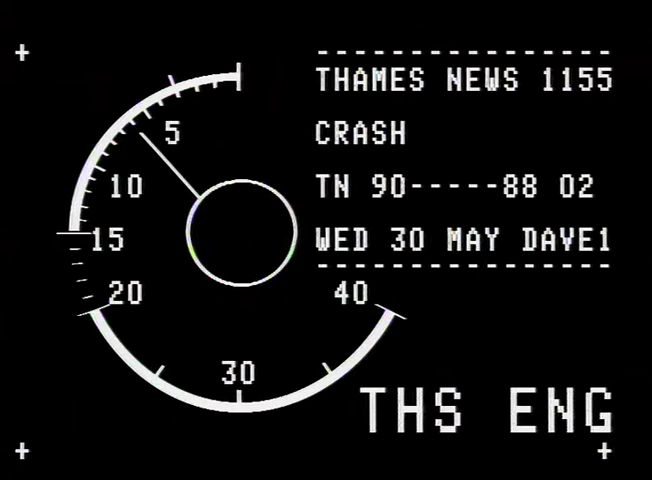 THAMES NEWS 1155
CRASH
TN 90-----88 02
WED 30 MAY DAVE1
5
10
15
20
30
40
THS ENG